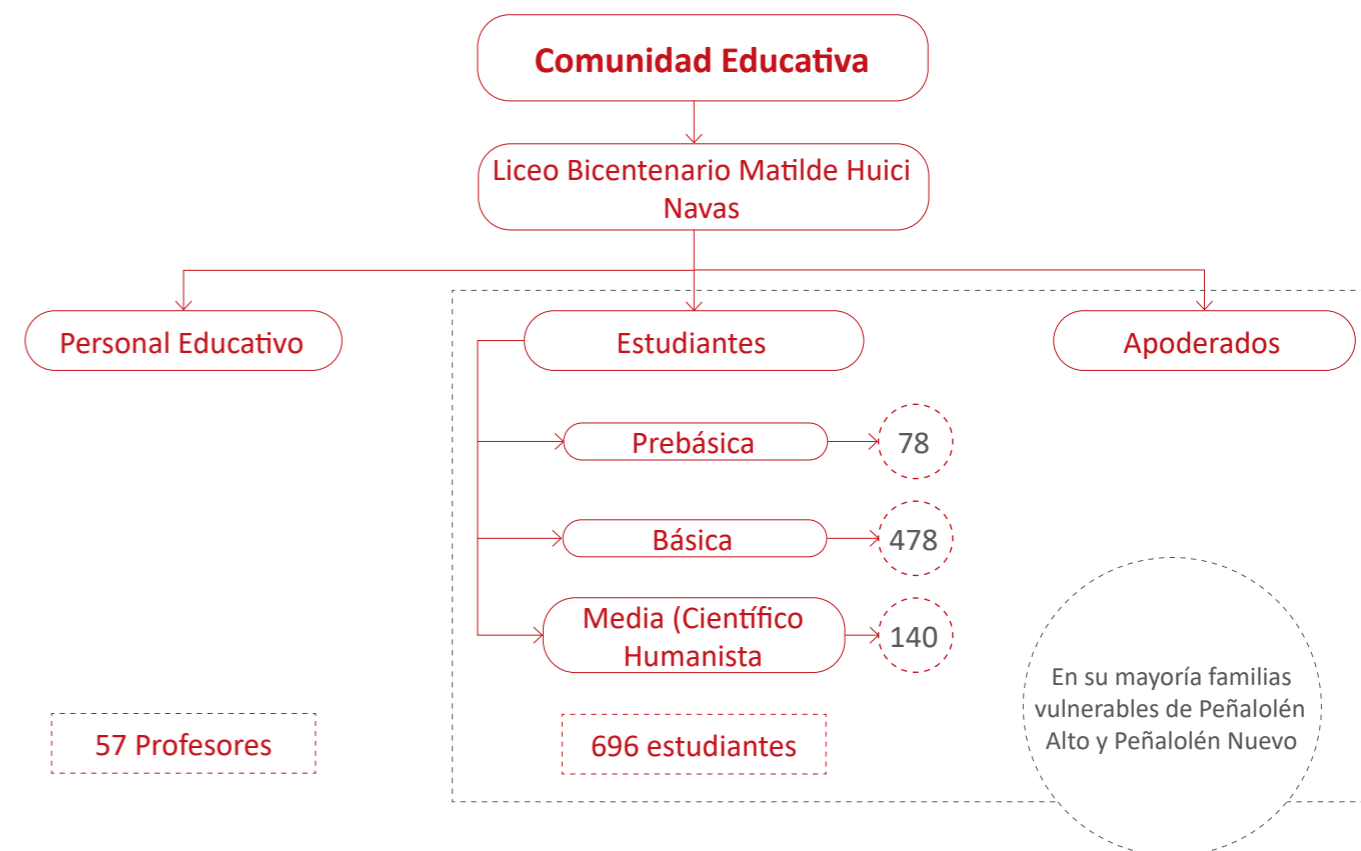 Comunidad Educativa
Liceo Bicentenario Matilde Huici
Navas
Personal Educativo
Estudiantes
Apoderados
Prebásica
78
Básica
478
Media (Científico
Humanista
140
En su mayoría familias
vulnerables de Peñalolén
Alto y Peñalolén Nuevo
57 Profesores
696 estudiantes